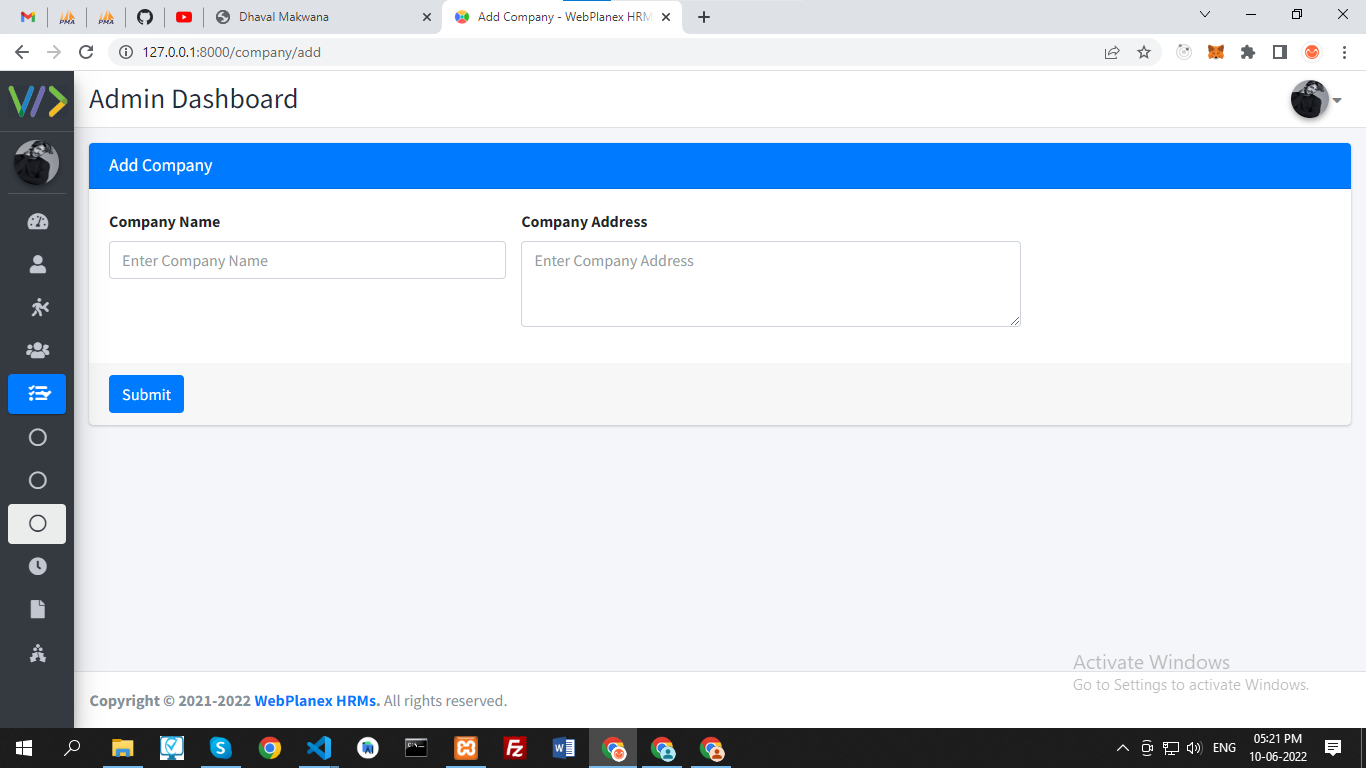 Dhaval Makwana
Add Company - WebPlanex HRM
127.0.0.1:8000/company/add
Admin Dashboard
Add Company
Company Name
Company Address
Enter Company Name
Enter Company Address
Submit
Activate Windows
Go to Settings to activate Windows.
Copyright © 2021-2022 WebPlanex HRMs. All rights reserved.
05:21 PM
ENG
10-06-2022